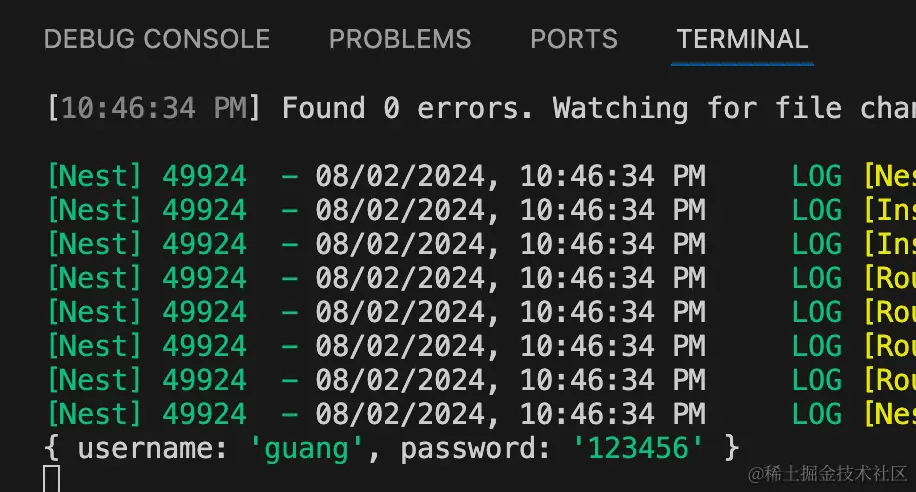 DEBUG CONSOLE PROBLEMS PORTS TERMINAL
[10:46:34 PM] Found 0 errors. Watching for file chan
[Nest] 49924  - 08/02/2024, 10:46:34 PM     LOG [Nes
[Nest] 49924  - 08/02/2024, 10:46:34 PM     LOG [Ins
[Nest] 49924  - 08/02/2024, 10:46:34 PM     LOG [Ins
[Nest] 49924  - 08/02/2024, 10:46:34 PM     LOG [Rou
[Nest] 49924  - 08/02/2024, 10:46:34 PM     LOG [Rou
[Nest] 49924  - 08/02/2024, 10:46:34 PM     LOG [Rou
[Nest] 49924  - 08/02/2024, 10:46:34 PM     LOG [Rou
[Nest] 49924  - 08/02/2024, 10:46:34 PM     LOG [Nes
{ username: 'guang', password: '123456' }
@稀土掘金技术社区